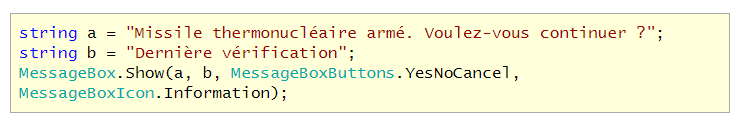 string a = "Missile thermonucléaire armé. Voulez-vous continuer ?";
string b = "Dernière vérification";
MessageBox.Show(a, b, MessageBoxButtons.YesNoCancel,
MessageBoxIcon.Information);